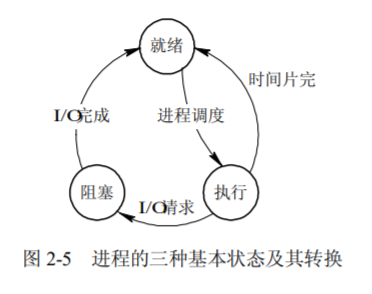 就绪
时间片完
I/O完成
进程调度
阻塞
执行
I/O请求
图 2-5 进程的三种基本状态及其转换